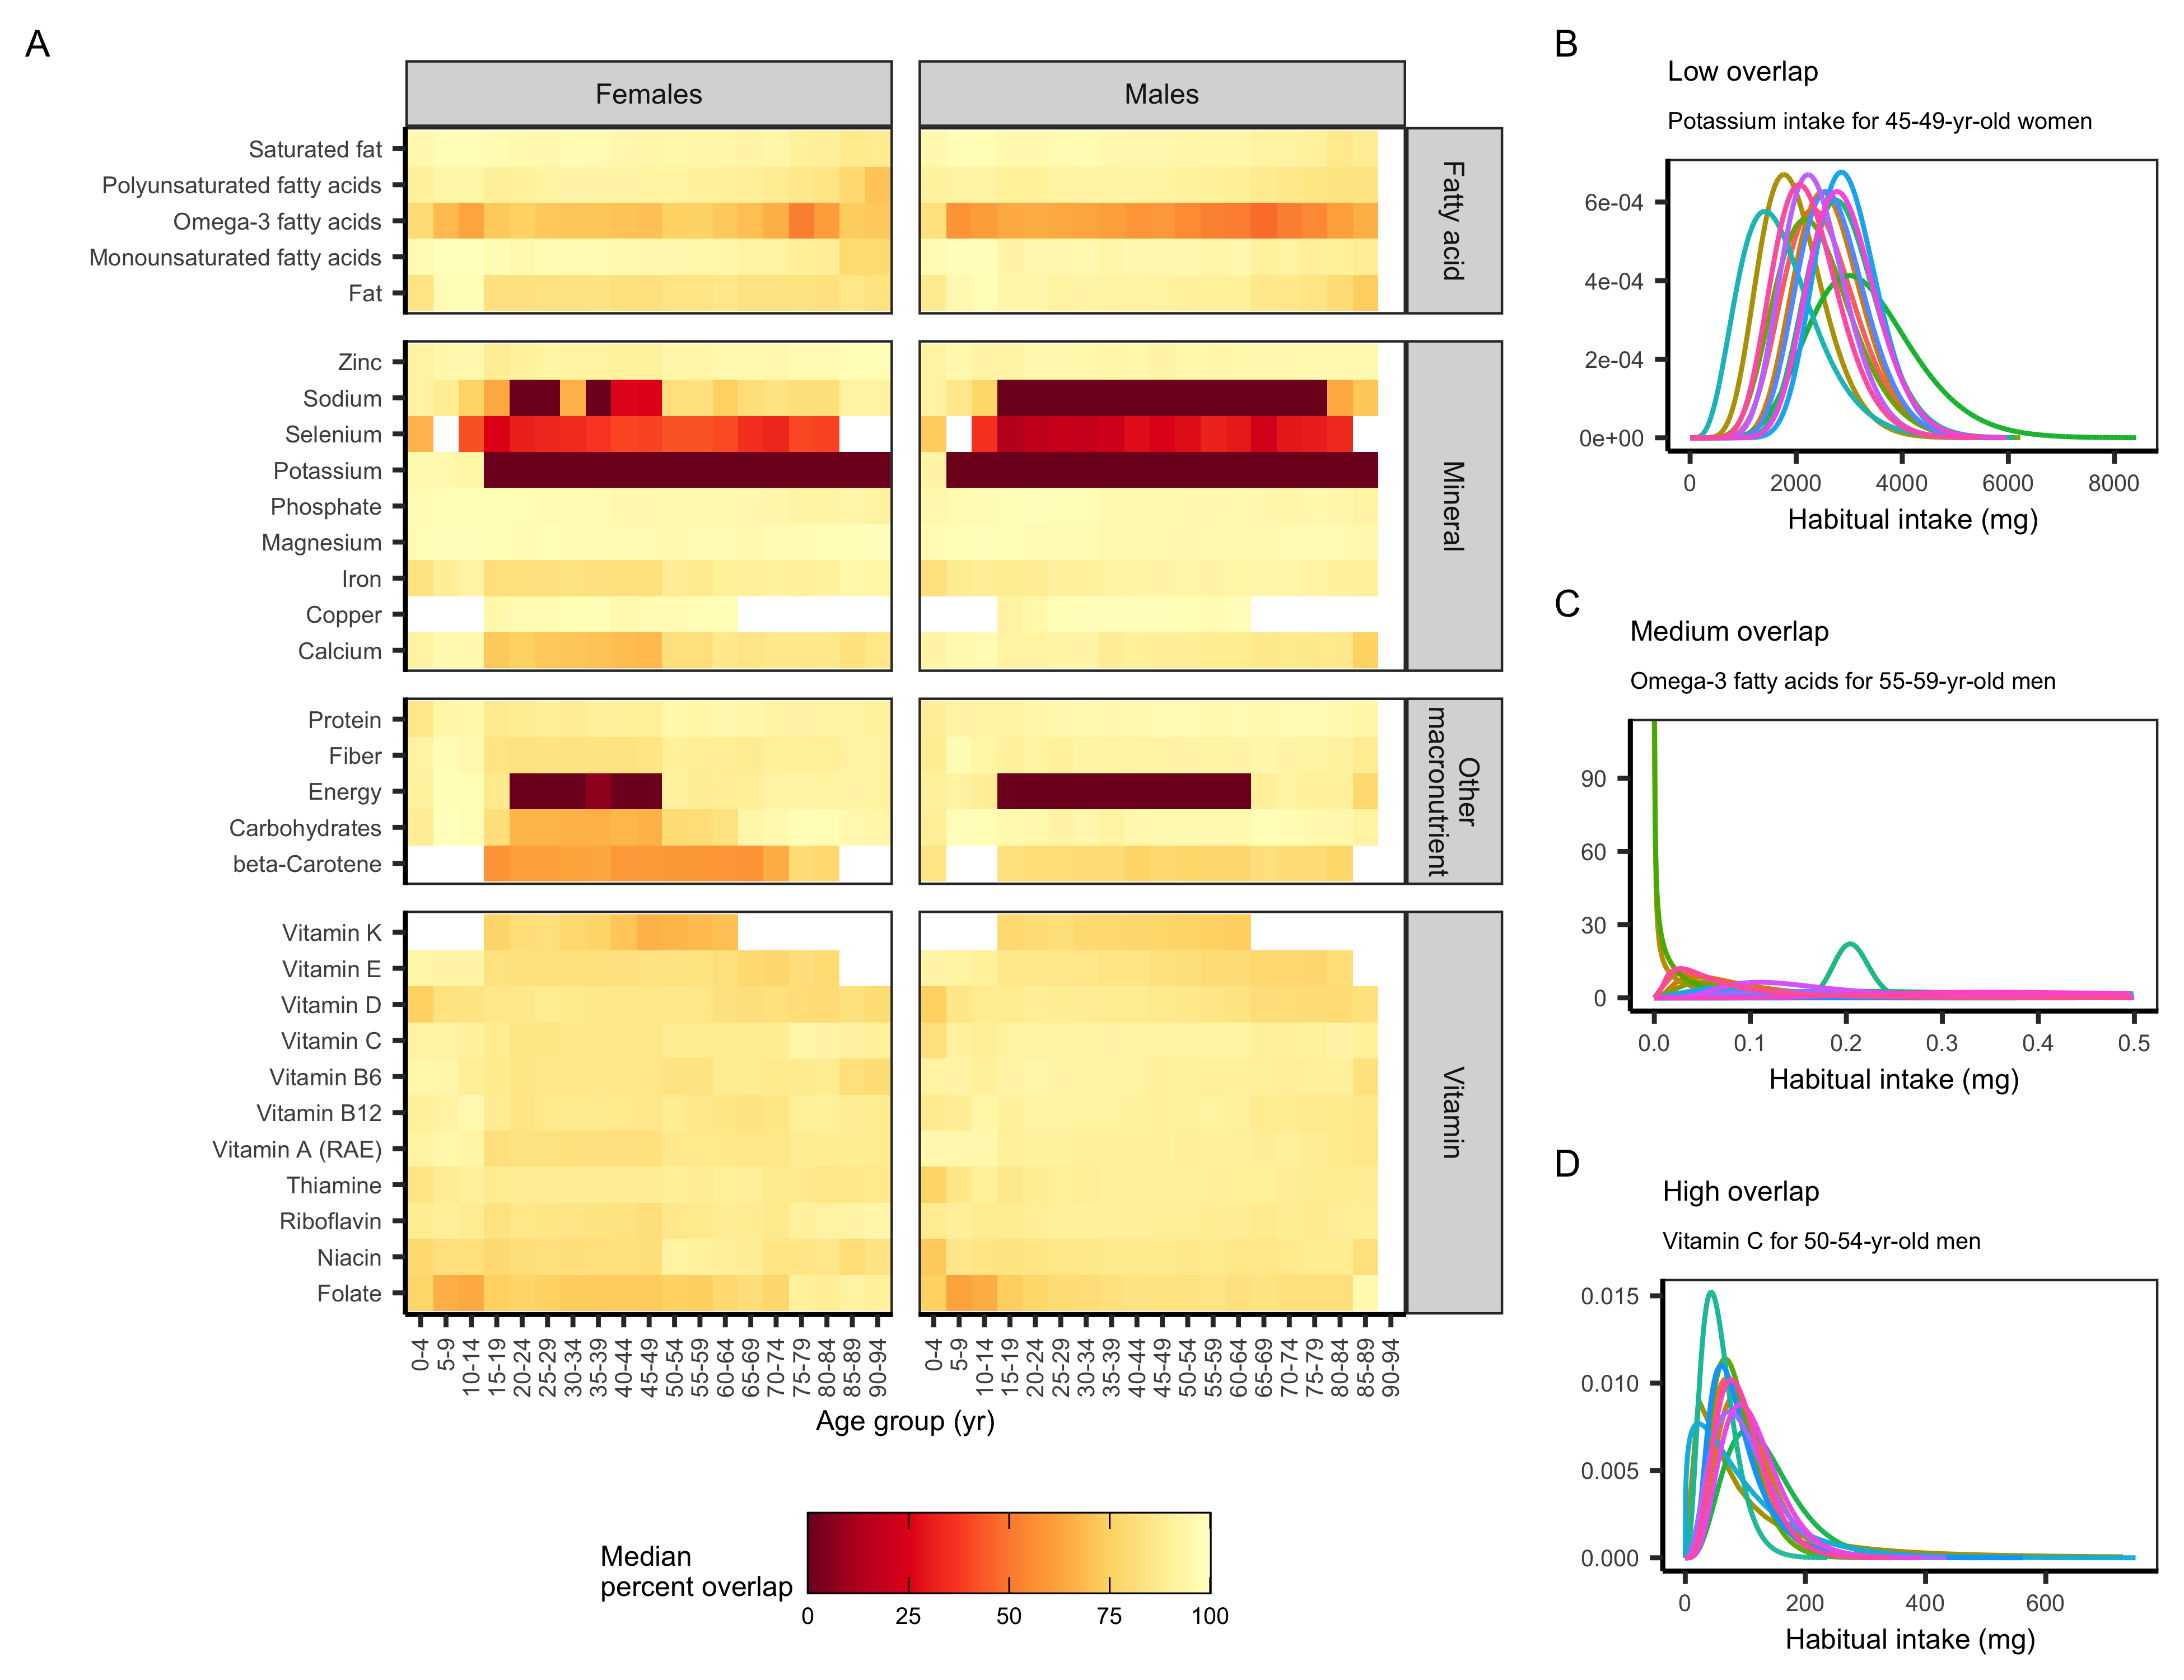 A
Females
Males
Saturated fat
Polyunsaturated fatty acids
Omega-3 fatty acids
Monounsaturated fatty acids
Fat
Fatty acid
Zinc
Sodium
Selenium
Potassium
Phosphate
Magnesium
Iron
Copper
Calcium
Mineral
Protein
Fiber
Energy
Carbohydrates
beta-Carotene
Other
macronutrient
Vitamin K
Vitamin E
Vitamin D
Vitamin C
Vitamin B6
Vitamin B12
Vitamin A (RAE)
Thiamine
Riboflavin
Niacin
Folate
Vitamin
0-4 5-9 10-14 15-19 20-24 25-29 30-34 35-39 40-44 45-49 50-54 55-59 60-64 65-69 70-74 75-79 80-84 85-89 90-94
0-4 5-9 10-14 15-19 20-24 25-29 30-34 35-39 40-44 45-49 50-54 55-59 60-64 65-69 70-74 75-79 80-84 85-89 90-94
Age group (yr)
Median
percent overlap
0 25 50 75 100
B
Low overlap
Potassium intake for 45-49-yr-old women
6e-04
4e-04
2e-04
0e+00
0 2000 4000 6000 8000
Habitual intake (mg)
C
Medium overlap
Omega-3 fatty acids for 55-59-yr-old men
90
60
30
0
0.0 0.1 0.2 0.3 0.4 0.5
Habitual intake (mg)
D
High overlap
Vitamin C for 50-54-yr-old men
0.015
0.010
0.005
0.000
0 200 400 600
Habitual intake (mg)